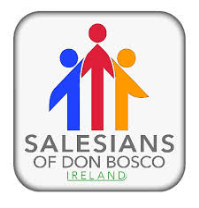 SALESIANS
OF DON BOSCO
IRELAND